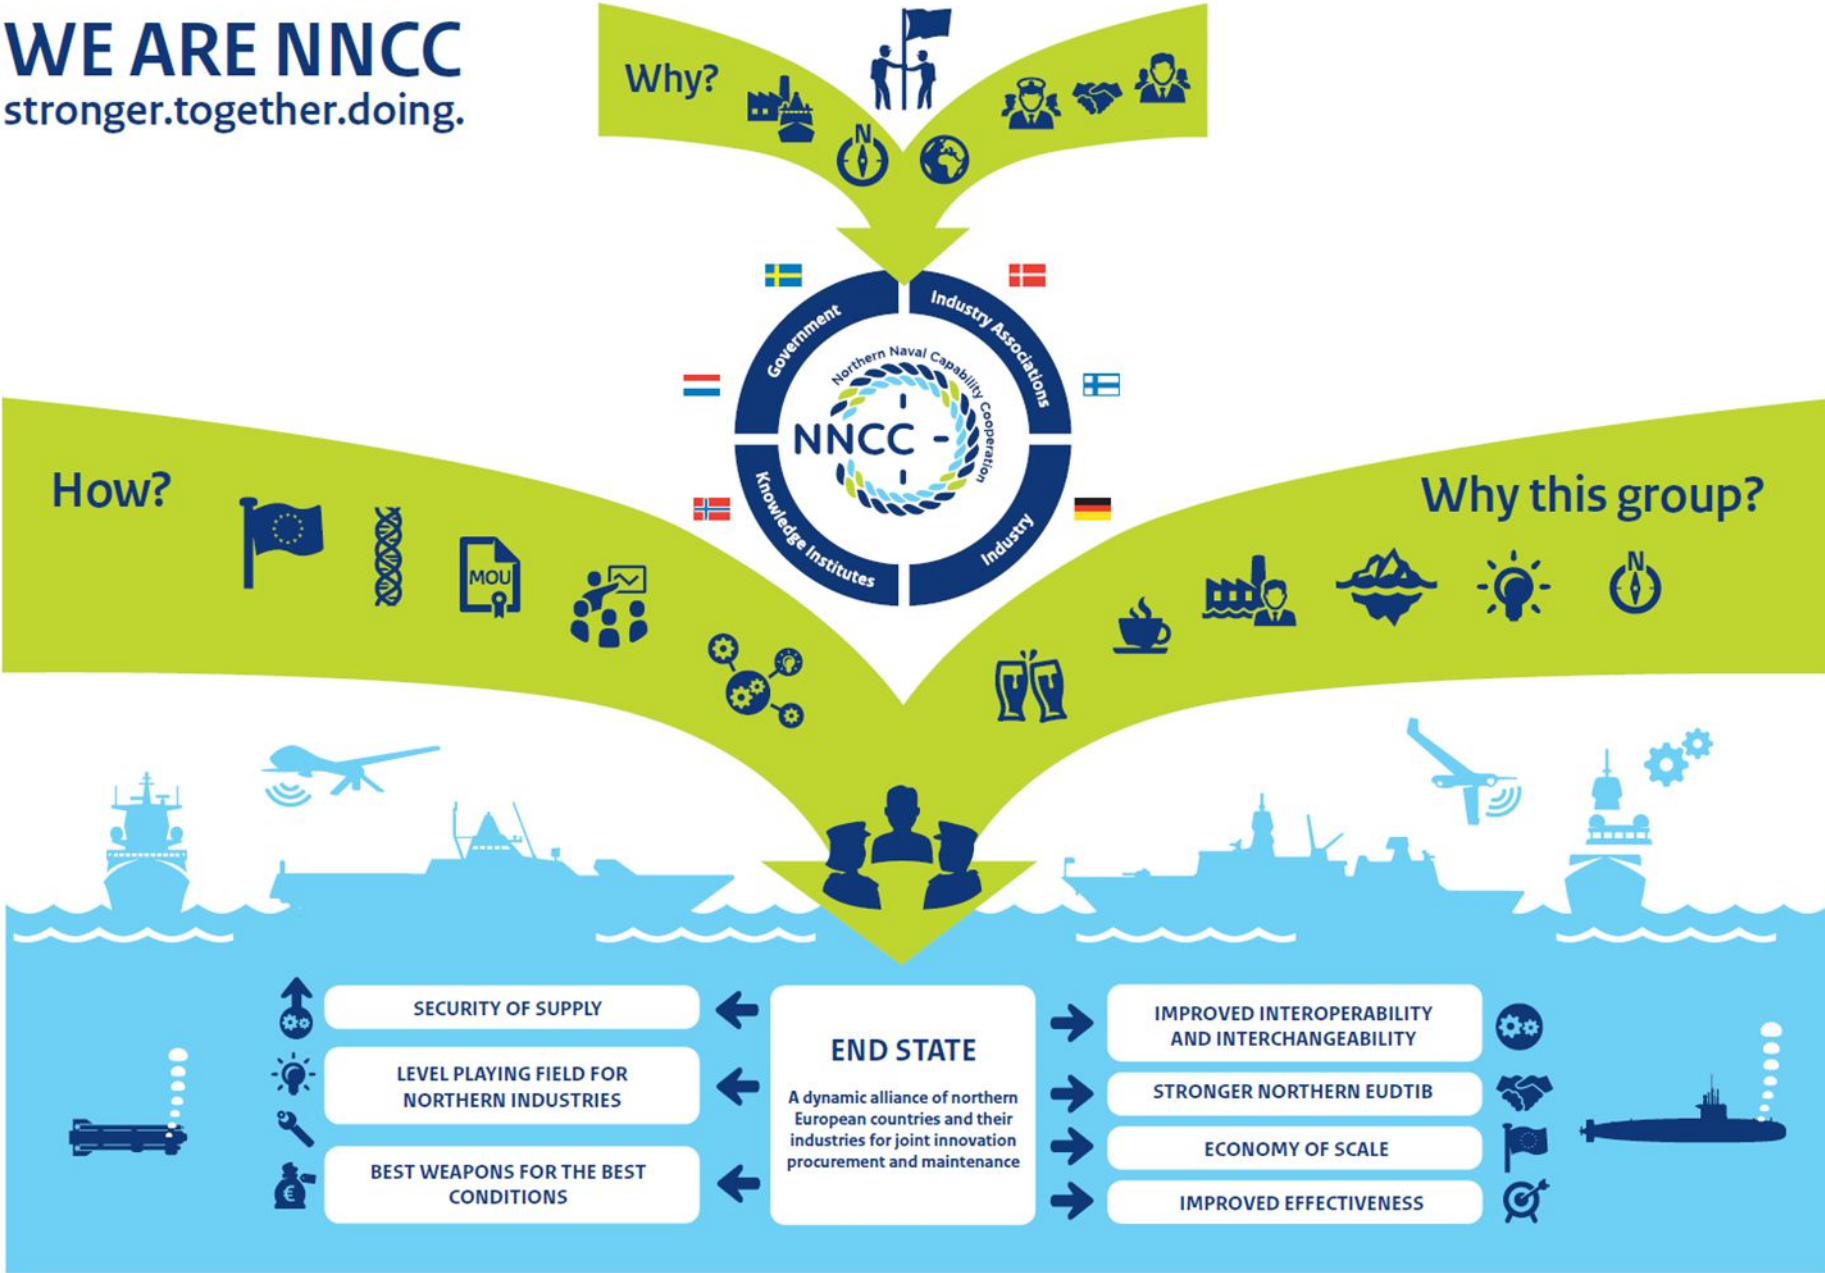 WE ARE NNCC
stronger.together.doing.
Why?
N
Government
Industry Associations
Northern Naval Capability Cooperation
NNCC
Knowledge Institutes
Industry
How?
MOU
Why this group?
N
SECURITY OF SUPPLY
LEVEL PLAYING FIELD FOR
NORTHERN INDUSTRIES
BEST WEAPONS FOR THE BEST
CONDITIONS
€
END STATE
A dynamic alliance of northern
European countries and their
industries for joint innovation
procurement and maintenance
IMPROVED INTEROPERABILITY
AND INTERCHANGEABILITY
STRONGER NORTHERN EUDTIB
ECONOMY OF SCALE
IMPROVED EFFECTIVENESS